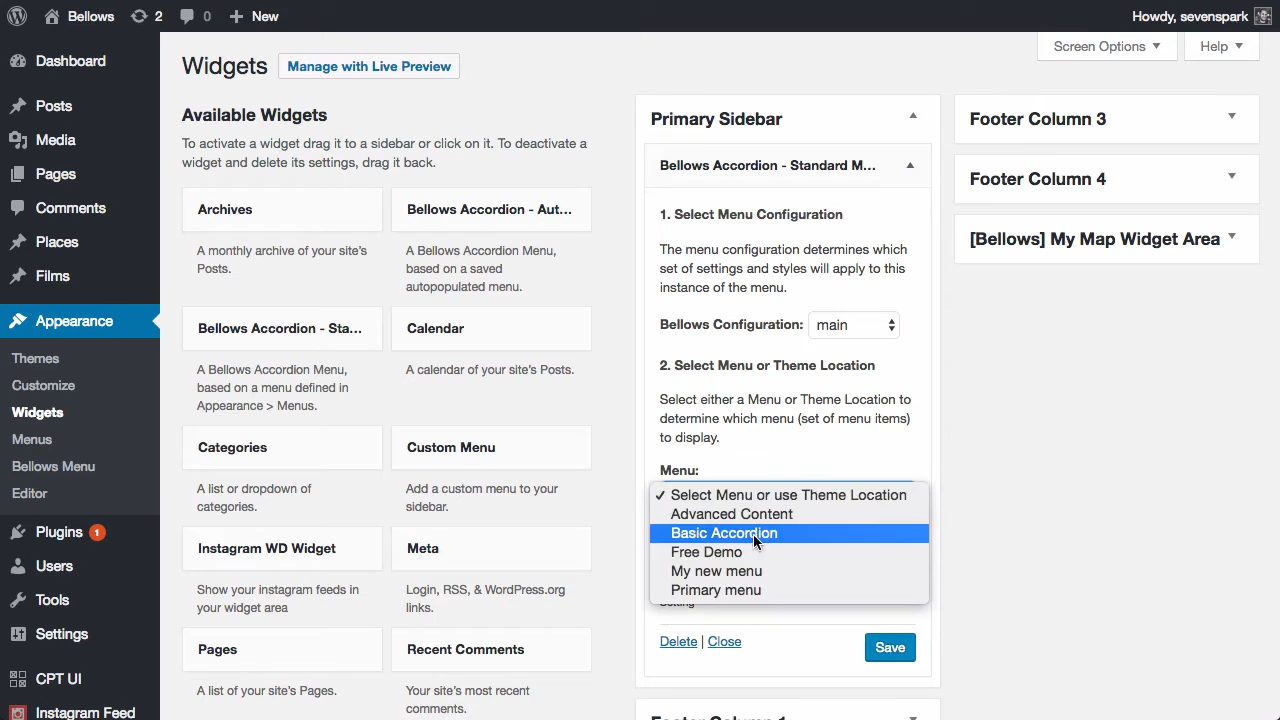 Bellows 2 0 New
Howdy, sevenspark
Screen Options Help
Dashboard
Posts
Media
Pages
Comments
Places
Films
Appearance
Themes
Customize
Widgets
Menus
Bellows Menu
Editor
Plugins 1
Users
Tools
Settings
CPT UI
Instagram Feed
Widgets Manage with Live Preview
Available Widgets
To activate a widget drag it to a sidebar or click on it. To deactivate a
widget and delete its settings, drag it back.
Archives
A monthly archive of your site's
Posts.
Bellows Accordion - Aut...
A Bellows Accordion Menu,
based on a saved
autopopulated menu.
Bellows Accordion - Sta...
A Bellows Accordion Menu,
based on a menu defined in
Appearance > Menus.
Calendar
A calendar of your site's Posts.
Categories
A list or dropdown of
categories.
Custom Menu
Add a custom menu to your
sidebar.
Instagram WD Widget
Show your instagram feeds in
your widget area
Meta
Login, RSS, & WordPress.org
links.
Pages
A list of your site's Pages.
Recent Comments
Your site's most recent
comments.
Primary Sidebar
Bellows Accordion - Standard M...
1. Select Menu Configuration
The menu configuration determines which
set of settings and styles will apply to this
instance of the menu.
Bellows Configuration: main
2. Select Menu or Theme Location
Select either a Menu or Theme Location to
determine which menu (set of menu items)
to display.
Menu:
✓ Select Menu or use Theme Location
Advanced Content
Basic Accordion
Free Demo
My new menu
Primary menu
Delete | Close
Save
Footer Column 1
Footer Column 3
Footer Column 4
[Bellows] My Map Widget Area